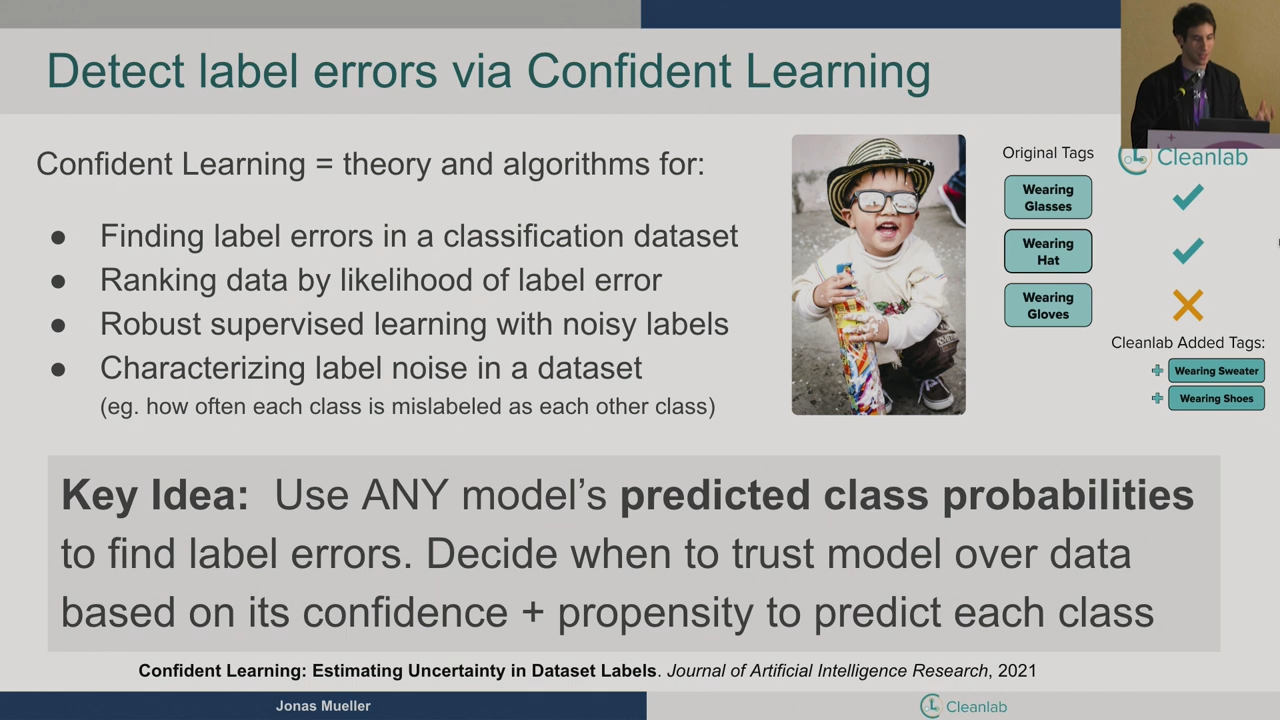 Detect label errors via Confident Learning
Confident Learning = theory and algorithms for:
● Finding label errors in a classification dataset
● Ranking data by likelihood of label error
● Robust supervised learning with noisy labels
● Characterizing label noise in a dataset
(eg. how often each class is mislabeled as each other class)
Original Tags
Cleanlab
Wearing
Glasses
Wearing
Hat
Wearing
Gloves
Cleanlab Added Tags:
Wearing Sweater
Wearing Shoes
Key Idea: Use ANY model’s predicted class probabilities
to find label errors. Decide when to trust model over data
based on its confidence + propensity to predict each class
Confident Learning: Estimating Uncertainty in Dataset Labels. Journal of Artificial Intelligence Research, 2021
Jonas Mueller
Cleanlab